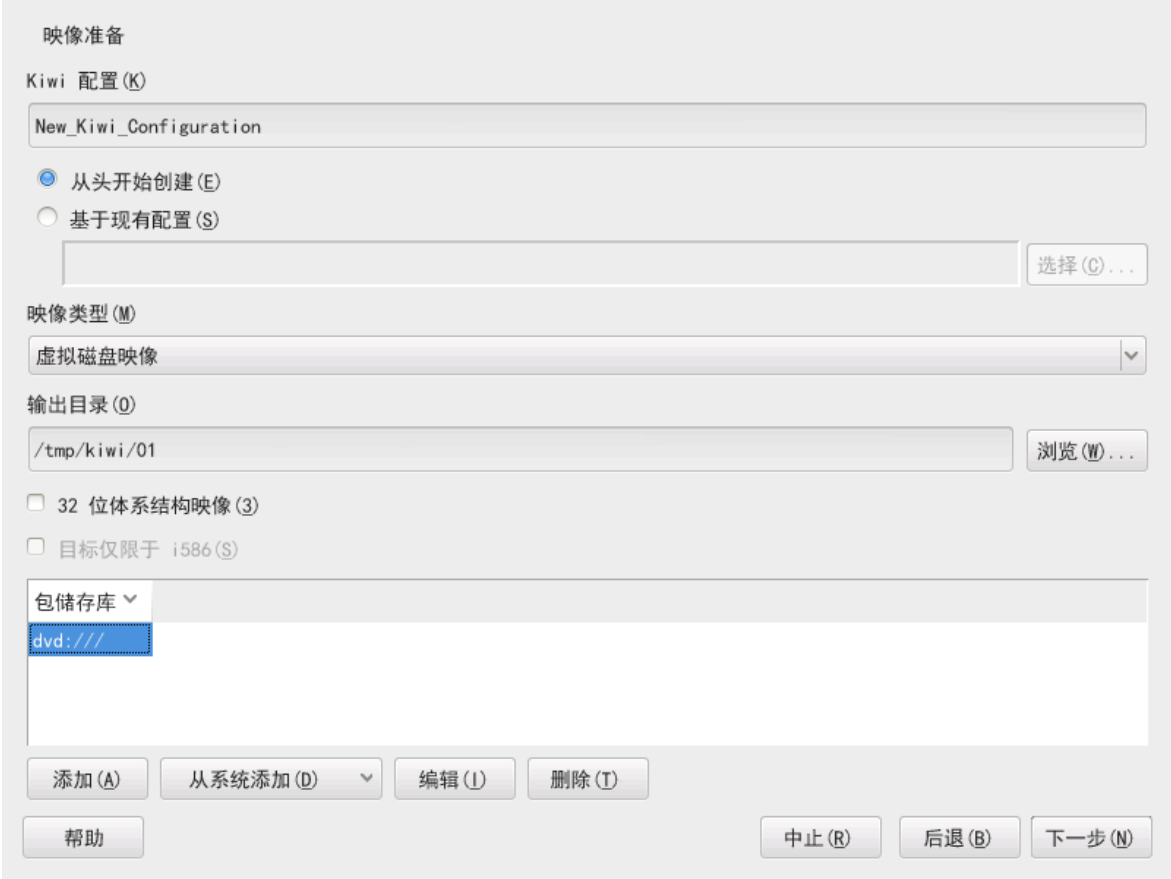 映像准备
Kiwi 配置(K)
New_Kiwi_Configuration
从头开始创建(E)
基于现有配置(S)
选择(C)...
映像类型(M)
虚拟磁盘映像
输出目录(O)
/tmp/kiwi/01 浏览(W)...
32 位体系结构映像(3)
目标仅限于 i586(S)
包储存库
dvd:///
添加(A) 从系统添加(D) 编辑(I) 删除(T)
帮助 中止(R) 后退(B) 下一步(N)